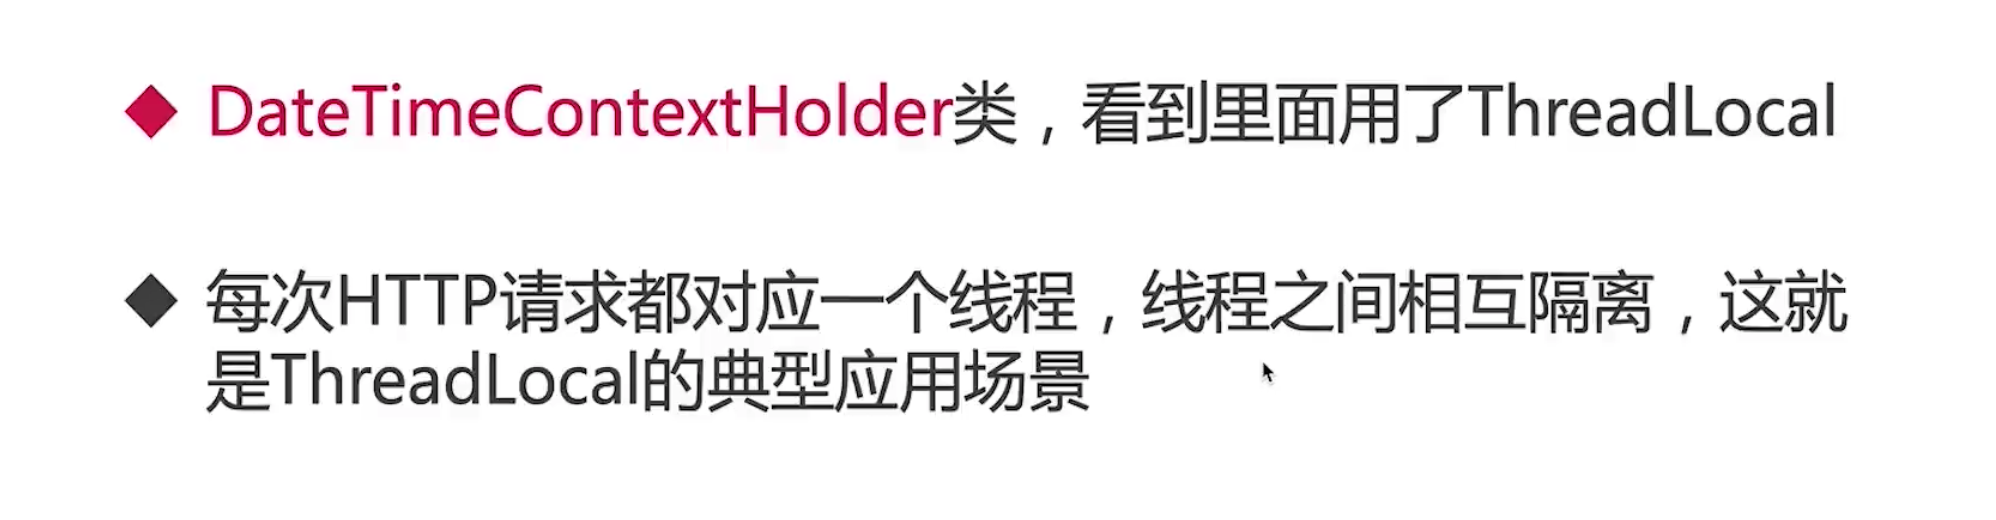 DateTimeContextHolder类，看到里面用了ThreadLocal
每次HTTP请求都对应一个线程，线程之间相互隔离，这就
是ThreadLocal的典型应用场景